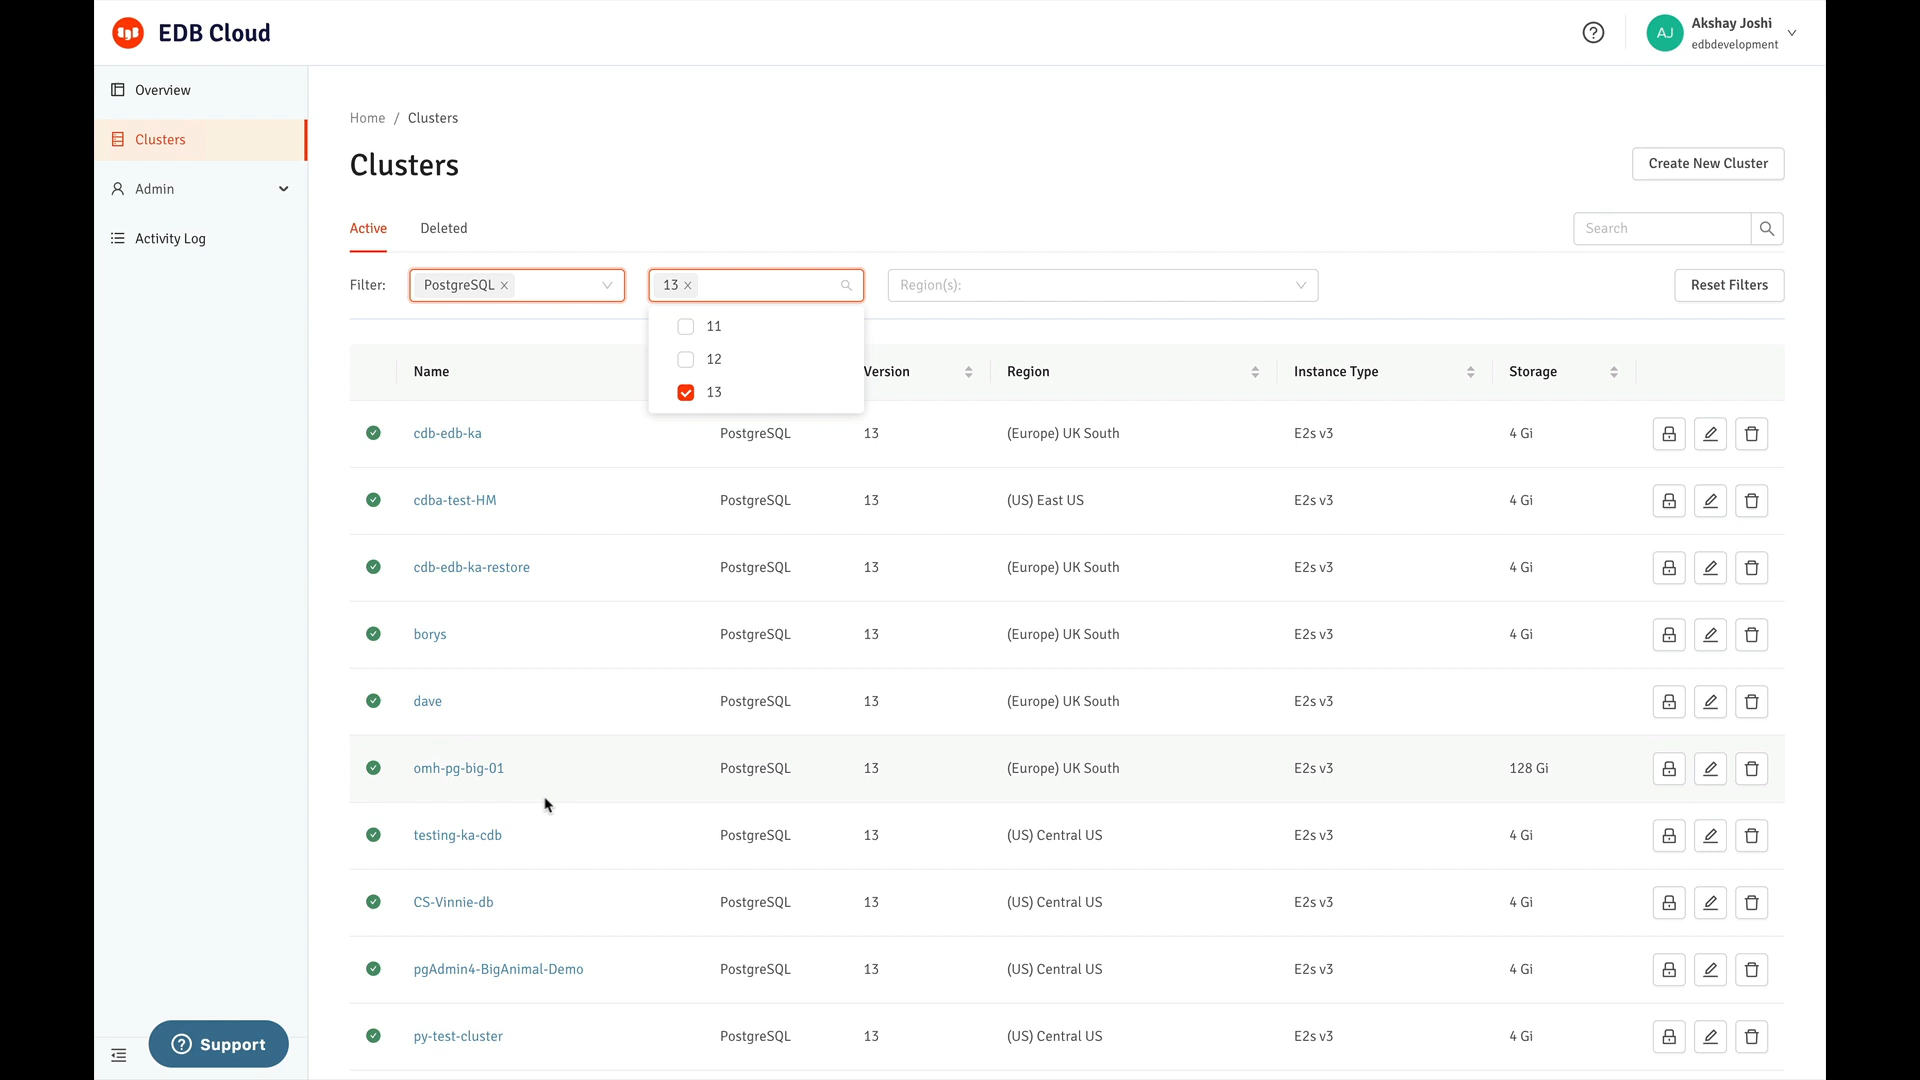 EDB Cloud
AJ
Akshay Joshi
edbdevelopment
Overview
Clusters
Admin
Activity Log
Home / Clusters
Clusters
Create New Cluster
Active
Deleted
Search
Filter:
PostgreSQL
13
Region(s):
Reset Filters
11
12
13
Name Version Region Instance Type Storage
cdb-edb-ka PostgreSQL 13 (Europe) UK South E2s v3 4 Gi
cdba-test-HM PostgreSQL 13 (US) East US E2s v3 4 Gi
cdb-edb-ka-restore PostgreSQL 13 (Europe) UK South E2s v3 4 Gi
borys PostgreSQL 13 (Europe) UK South E2s v3 4 Gi
dave PostgreSQL 13 (Europe) UK South E2s v3
omh-pg-big-01 PostgreSQL 13 (Europe) UK South E2s v3 128 Gi
testing-ka-cdb PostgreSQL 13 (US) Central US E2s v3 4 Gi
CS-Vinnie-db PostgreSQL 13 (US) Central US E2s v3 4 Gi
pgAdmin4-BigAnimal-Demo PostgreSQL 13 (US) Central US E2s v3 4 Gi
py-test-cluster PostgreSQL 13 (US) Central US E2s v3 4 Gi
Support